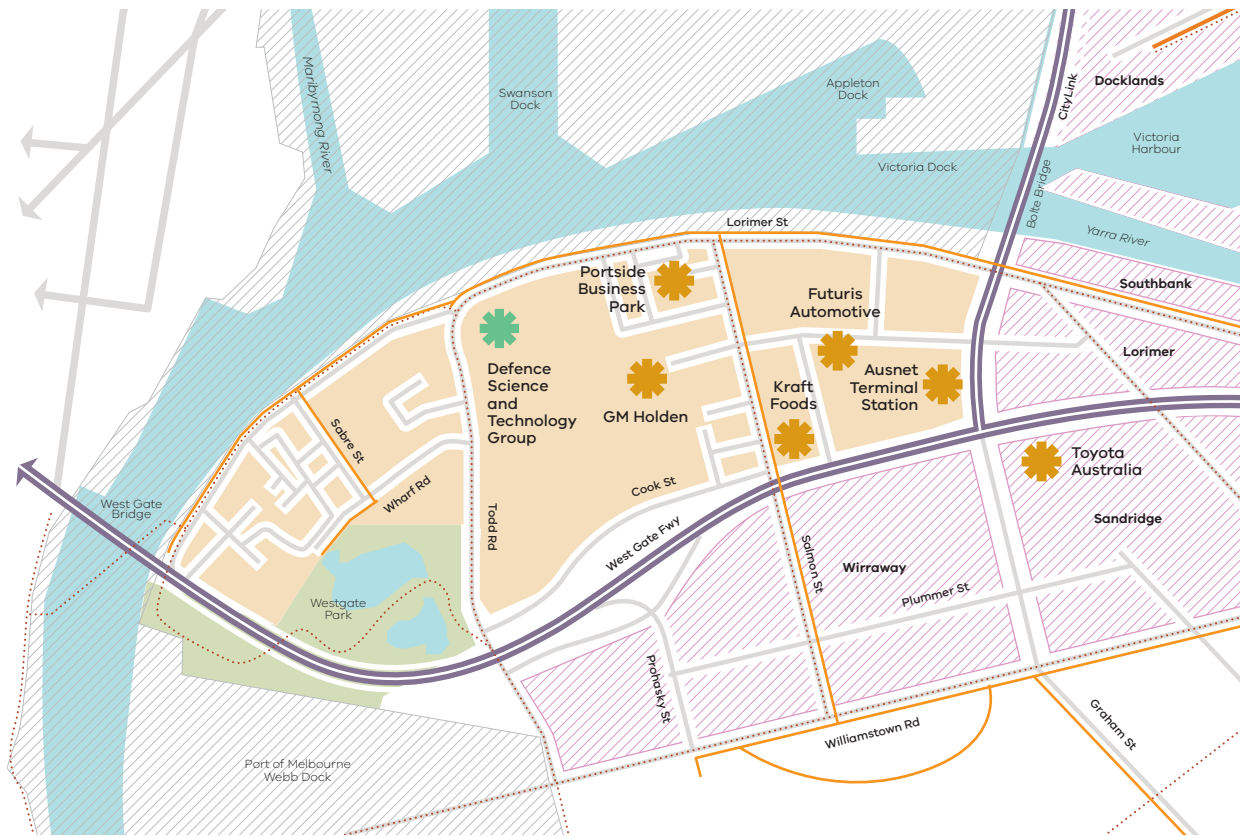 Maribyrnong River
Swanson
Dock
Appleton
Dock
CityLink
Docklands
Victoria
Harbour
Victoria Dock
Bolte Bridge
Yarra River
Lorimer St
Southbank
Portside
Business
Park
Futuris
Automotive
Lorimer
Defence
Science
and
Technology
Group
GM Holden
Kraft
Foods
Ausnet
Terminal
Station
Sabre St
Toyota
Australia
Wharf Rd
Cook St
West Gate
Bridge
Todd Rd
West Gate Fwy
Sandridge
Salmon St
Wirraway
Plummer St
Westgate
Park
Prohasky St
Williamstown Rd
Graham St
Port of Melbourne
Webb Dock